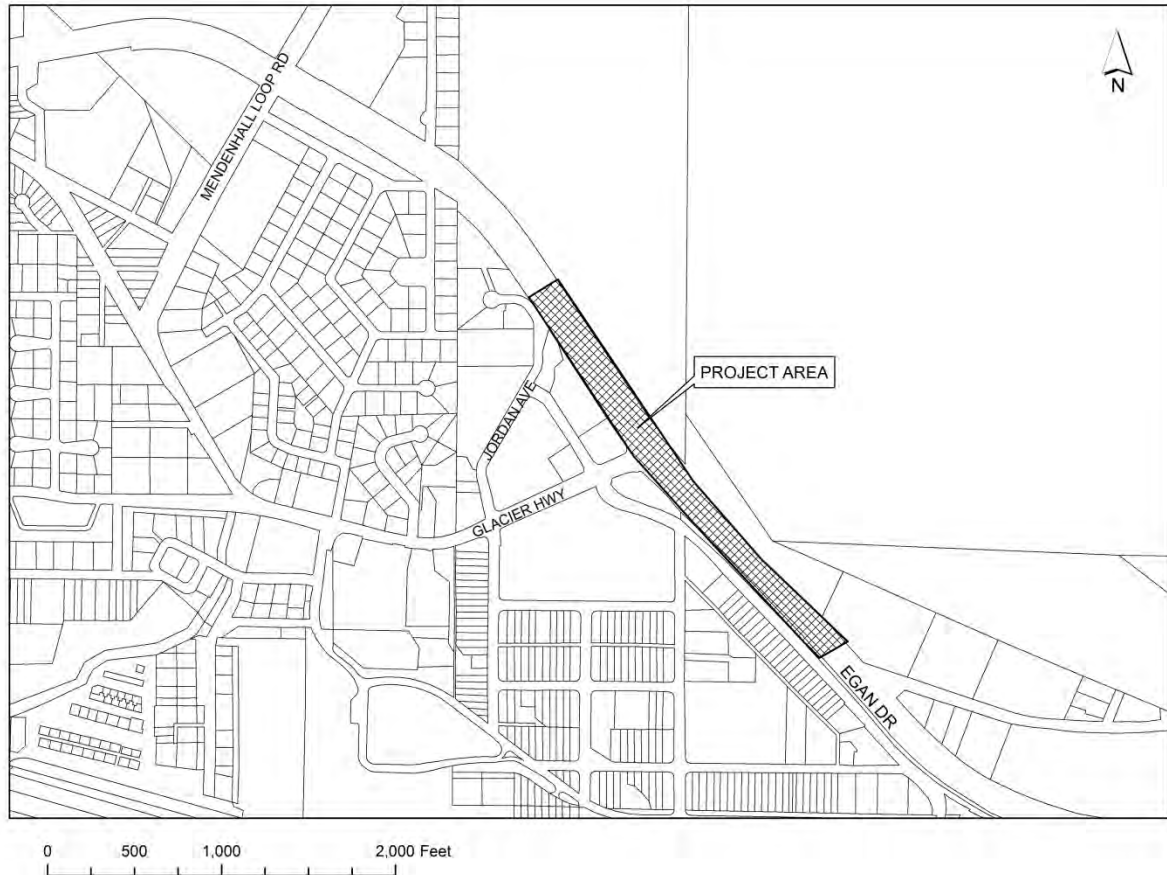 N
MENDENHALL LOOP RD
PROJECT AREA
JORDAN AVE
GLACIER HWY
EGAN DR
0 500 1,000 2,000 Feet